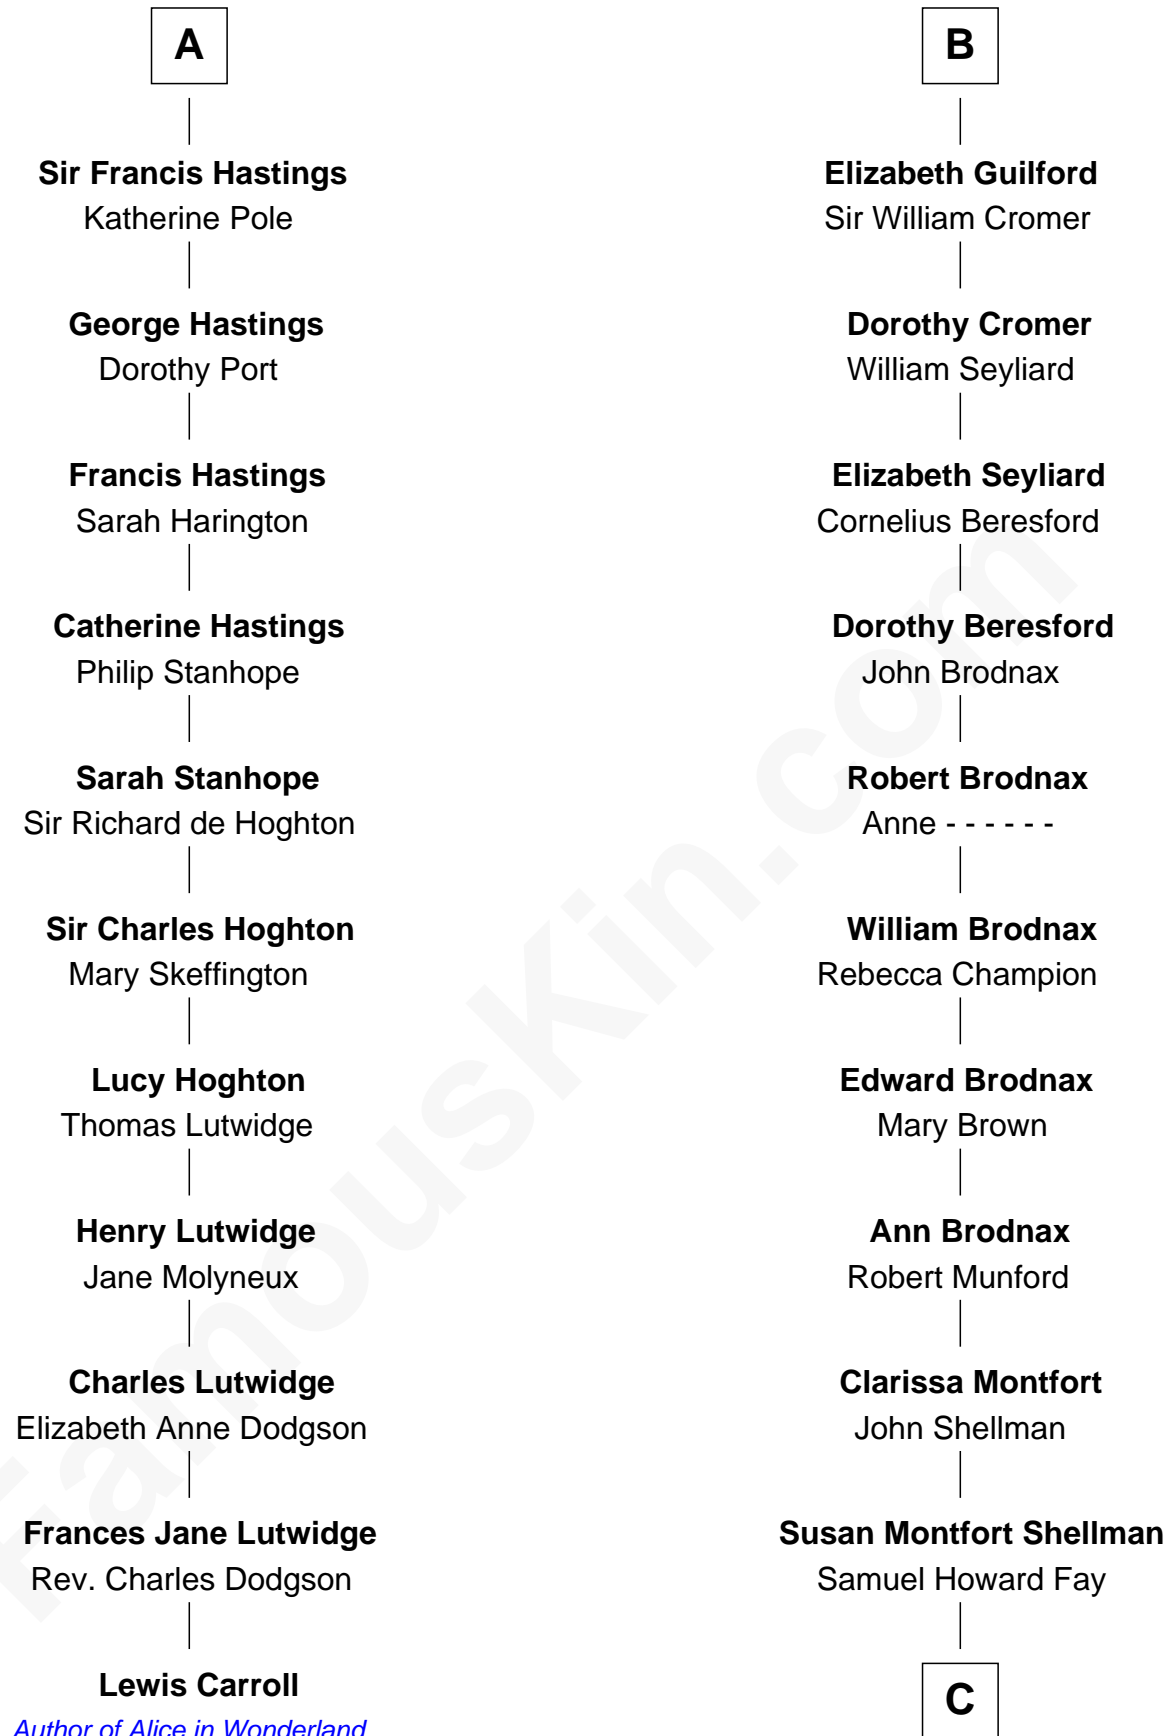 A
Sir Francis Hastings
Katherine Pole
George Hastings
Dorothy Port
Francis Hastings
Sarah Harington
Catherine Hastings
Philip Stanhope
Sarah Stanhope
Sir Richard de Hoghton
Sir Charles Hoghton
Mary Skeffington
Lucy Hoghton
Thomas Lutwidge
Henry Lutwidge
Jane Molyneux
Charles Lutwidge
Elizabeth Anne Dodgson
Frances Jane Lutwidge
Rev. Charles Dodgson
Lewis Carroll
Author of Alice in Wonderland
B
Elizabeth Guilford
Sir William Cromer
Dorothy Cromer
William Seyliard
Elizabeth Seyliard
Cornelius Beresford
Dorothy Beresford
John Brodnax
Robert Brodnax
Anne - - - - - -
William Brodnax
Rebecca Champion
Edward Brodnax
Mary Brown
Ann Brodnax
Robert Munford
Clarissa Montfort
John Shellman
Susan Montfort Shellman
Samuel Howard Fay
C
FamousKin.com